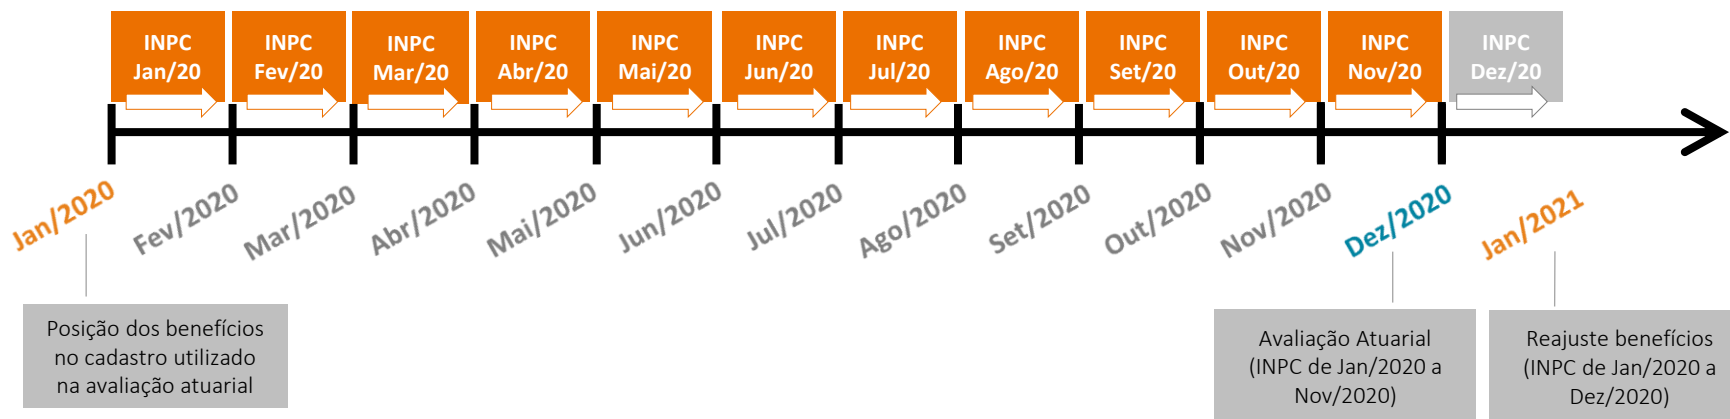 INPC
Jan/20
INPC
Fev/20
INPC
Mar/20
INPC
Abr/20
INPC
Mai/20
INPC
Jun/20
INPC
Jul/20
INPC
Ago/20
INPC
Set/20
INPC
Out/20
INPC
Nov/20
INPC
Dez/20
Jan/2020
Fev/2020
Mar/2020
Abr/2020
Mai/2020
Jun/2020
Jul/2020
Ago/2020
Set/2020
Out/2020
Nov/2020
Dez/2020
Jan/2021
Posição dos benefícios
no cadastro utilizado
na avaliação atuarial
Avaliação Atuarial
(INPC de Jan/2020 a
Nov/2020)
Reajuste benefícios
(INPC de Jan/2020 a
Dez/2020)